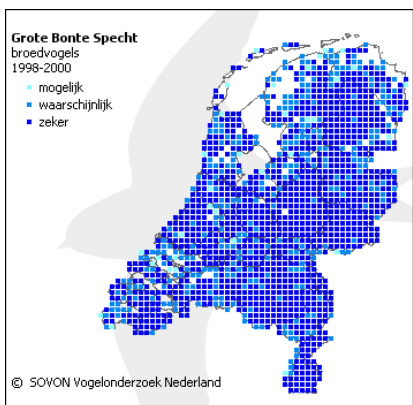 Grote Bonte Specht
broedvogels
1998-2000
mogelijk
waarschijnlijk
zeker
© SOVON Vogelonderzoek Nederland